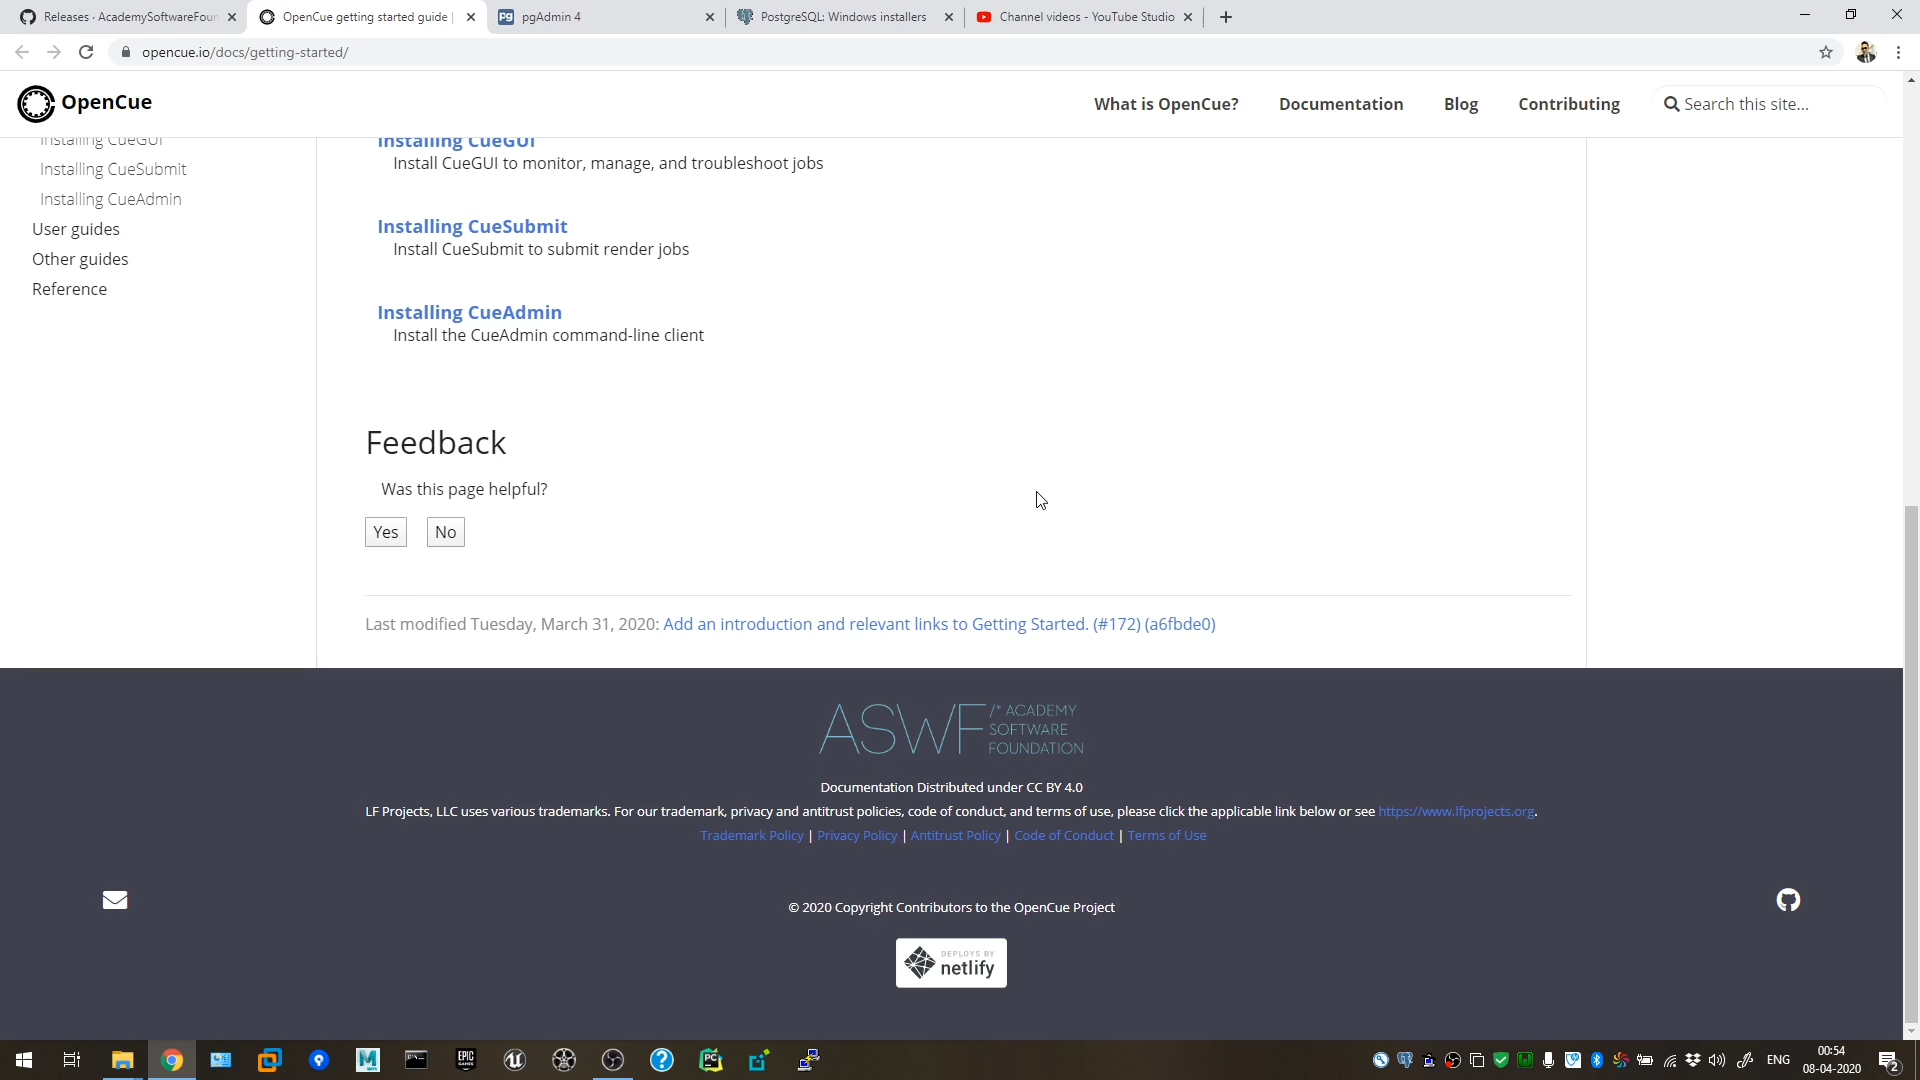 Releases · AcademySoftwareFoun
OpenCue getting started guide |
pgAdmin 4
PostgreSQL: Windows installers
Channel videos - YouTube Studio
opencue.io/docs/getting-started/
OpenCue
What is OpenCue?
Documentation
Blog
Contributing
Search this site...
Installing CueGUI
Installing CueSubmit
Installing CueAdmin
User guides
Other guides
Reference
Installing CueGUI
Install CueGUI to monitor, manage, and troubleshoot jobs
Installing CueSubmit
Install CueSubmit to submit render jobs
Installing CueAdmin
Install the CueAdmin command-line client
Feedback
Was this page helpful?
Yes No
Last modified Tuesday, March 31, 2020: Add an introduction and relevant links to Getting Started. (#172) (a6fbde0)
ASWF /* ACADEMY
SOFTWARE
FOUNDATION
Documentation Distributed under CC BY 4.0
LF Projects, LLC uses various trademarks. For our trademark, privacy and antitrust policies, code of conduct, and terms of use, please click the applicable link below or see https://www.lfprojects.org.
Trademark Policy | Privacy Policy | Antitrust Policy | Code of Conduct | Terms of Use
© 2020 Copyright Contributors to the OpenCue Project
DEPLOYS BY
netlify
ENG
00:54
08-04-2020
2